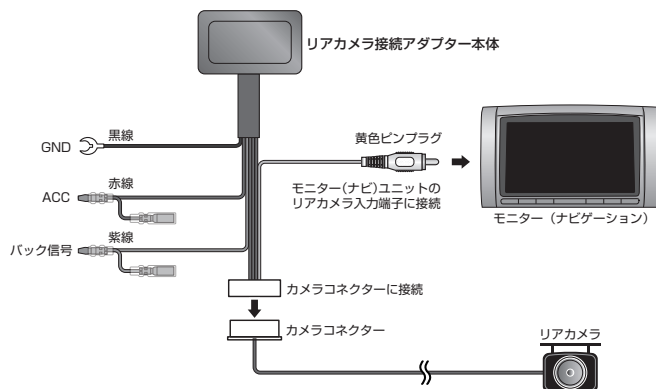 リアカメラ接続アダプター本体
黒線
GND
黄色ピンプラグ
赤線
ACC
モニター(ナビ)ユニットの
リアカメラ入力端子に接続
モニター(ナビゲーション)
紫線
バック信号
カメラコネクターに接続
カメラコネクター
リアカメラ